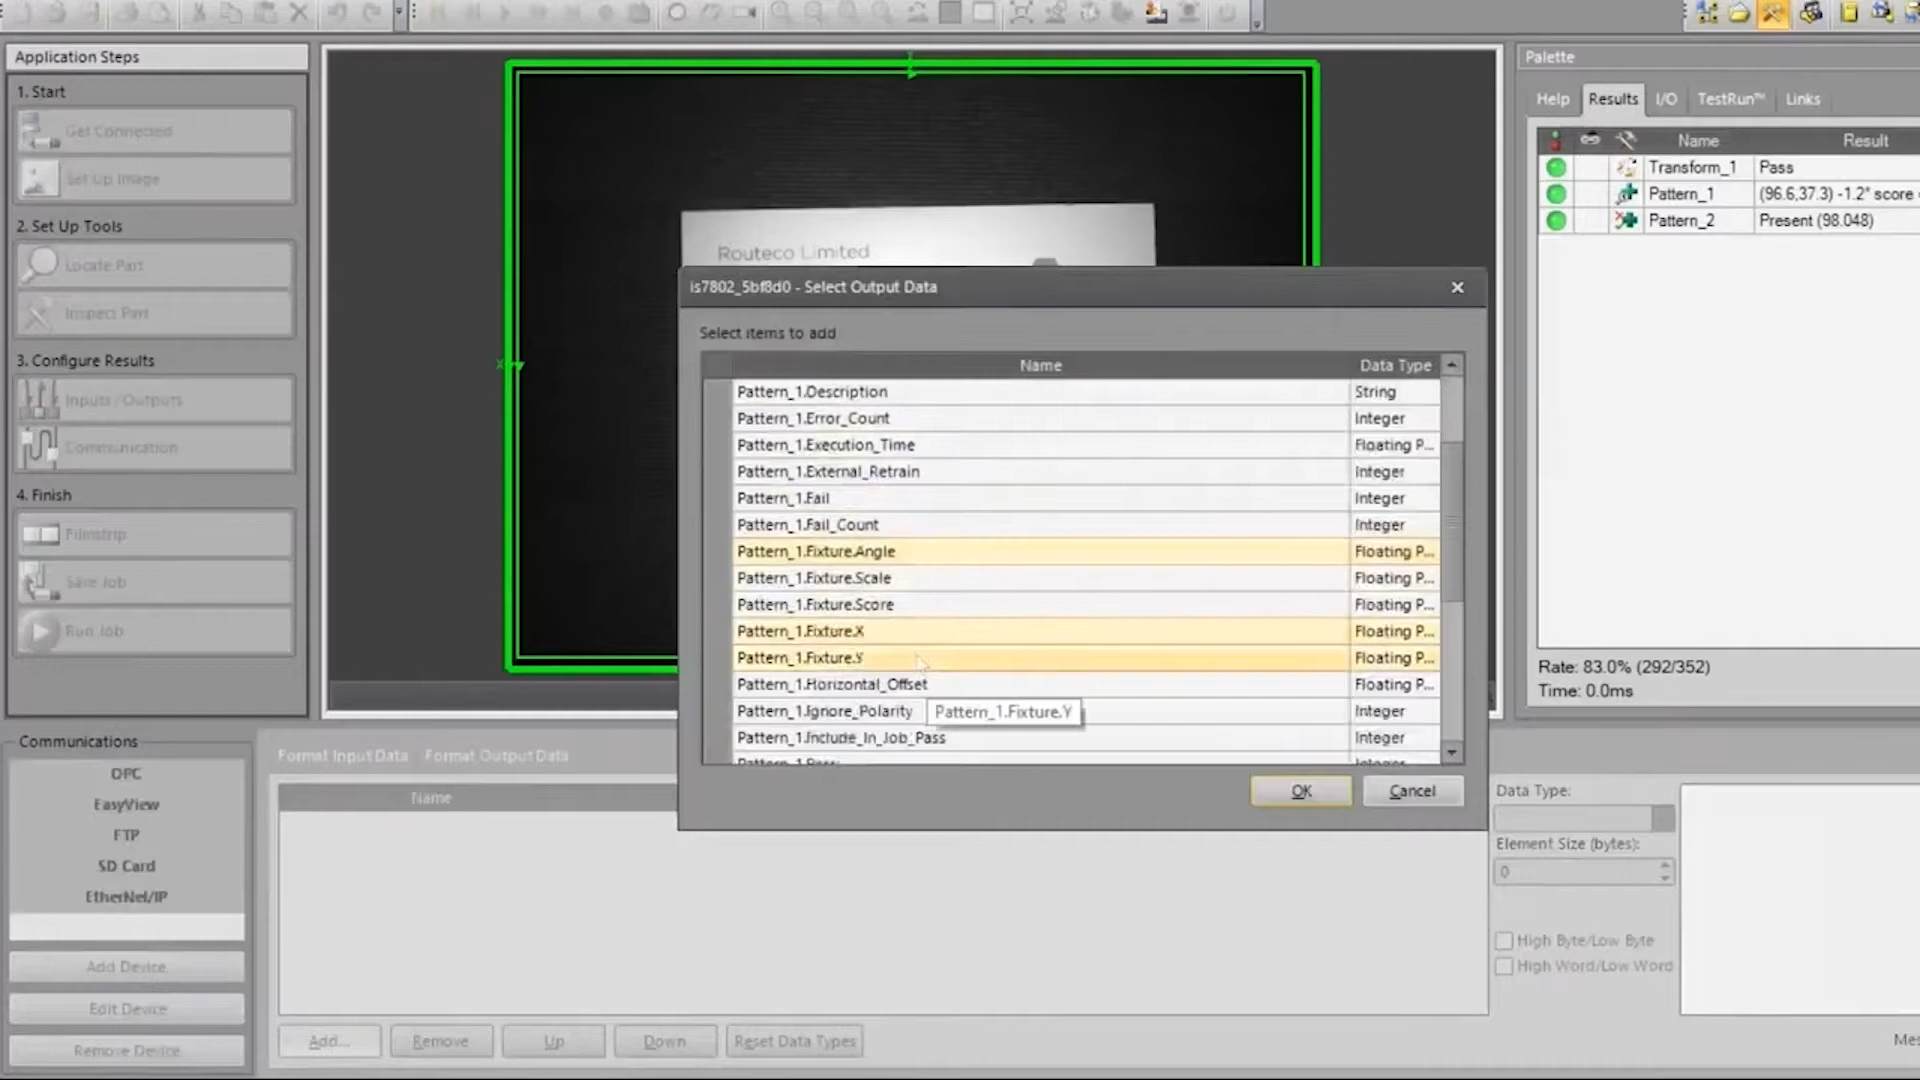 Application Steps
1. Start
Get Connected
Set Up Image
2. Set Up Tools
Locate Part
Inspect Part
3. Configure Results
Inputs / Outputs
Communication
4. Finish
Filmstrip
Save Job
Run Job
Routeco Limited
Palette
Help
Results
I/O
TestRun™
Links
Name
Result
Transform_1
Pass
Pattern_1
(96.6,37.3) -1.2° score
Pattern_2
Present (98.048)
Rate: 83.0% (292/352)
Time: 0.0ms
is7802_5bf8d0 - Select Output Data
Select items to add
Name
Data Type
Pattern_1.Description
String
Pattern_1.Error_Count
Integer
Pattern_1.Execution_Time
Floating P...
Pattern_1.External_Retrain
Integer
Pattern_1.Fail
Integer
Pattern_1.Fail_Count
Integer
Pattern_1.Fixture.Angle
Floating P...
Pattern_1.Fixture.Scale
Floating P...
Pattern_1.Fixture.Score
Floating P...
Pattern_1.Fixture.X
Floating P...
Pattern_1.Fixture.Y
Floating P...
Pattern_1.Horizontal_Offset
Floating P...
Pattern_1.Ignore_Polarity
Integer
Pattern_1.Fixture.Y
Pattern_1.Include_In_Job_Pass
Integer
OK
Cancel
Communications
OPC
EasyView
FTP
SD Card
EtherNet/IP
Add Device
Edit Device
Remove Device
Format Input Data
Format Output Data
Name
Add...
Remove
Up
Down
Reset Data Types
Data Type:
Element Size (bytes):
0
High Byte/Low Byte
High Word/Low Word